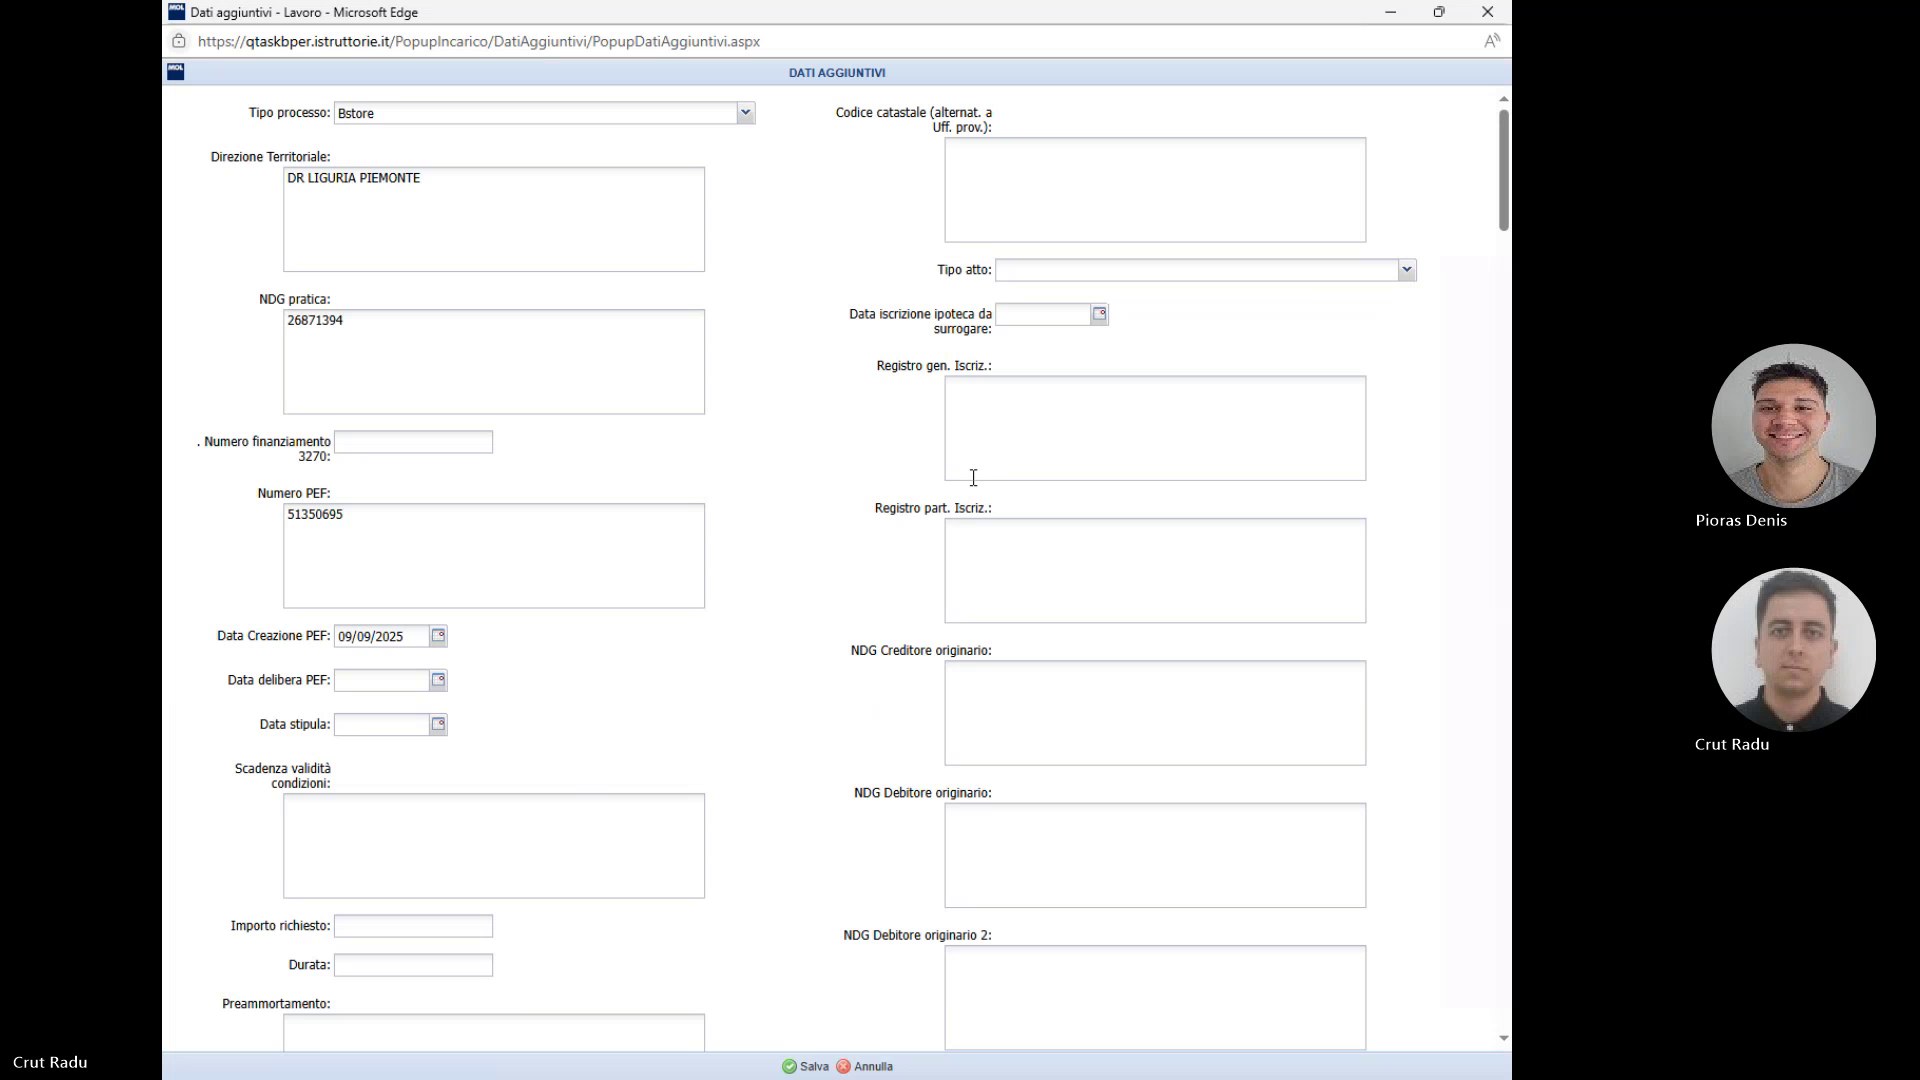 MOL
Dati aggiuntivi - Lavoro - Microsoft Edge
https://qtaskbper.istruttorie.it/PopupIncarico/DatiAggiuntivi/PopupDatiAggiuntivi.aspx
MOL
DATI AGGIUNTIVI
Tipo processo:
Bstore
Direzione Territoriale:
DR LIGURIA PIEMONTE
NDG pratica:
26871394
. Numero finanziamento
3270:
Numero PEF:
51350695
Data Creazione PEF:
09/09/2025
Data delibera PEF:
Data stipula:
Scadenza validità
condizioni:
Importo richiesto:
Durata:
Preammortamento:
Codice catastale (alternat. a
Uff. prov.):
Tipo atto:
Data iscrizione ipoteca da
surrogare:
Registro gen. Iscriz.:
Registro part. Iscriz.:
NDG Creditore originario:
NDG Debitore originario:
NDG Debitore originario 2:
Salva
Annulla
Pioras Denis
Crut Radu
Crut Radu